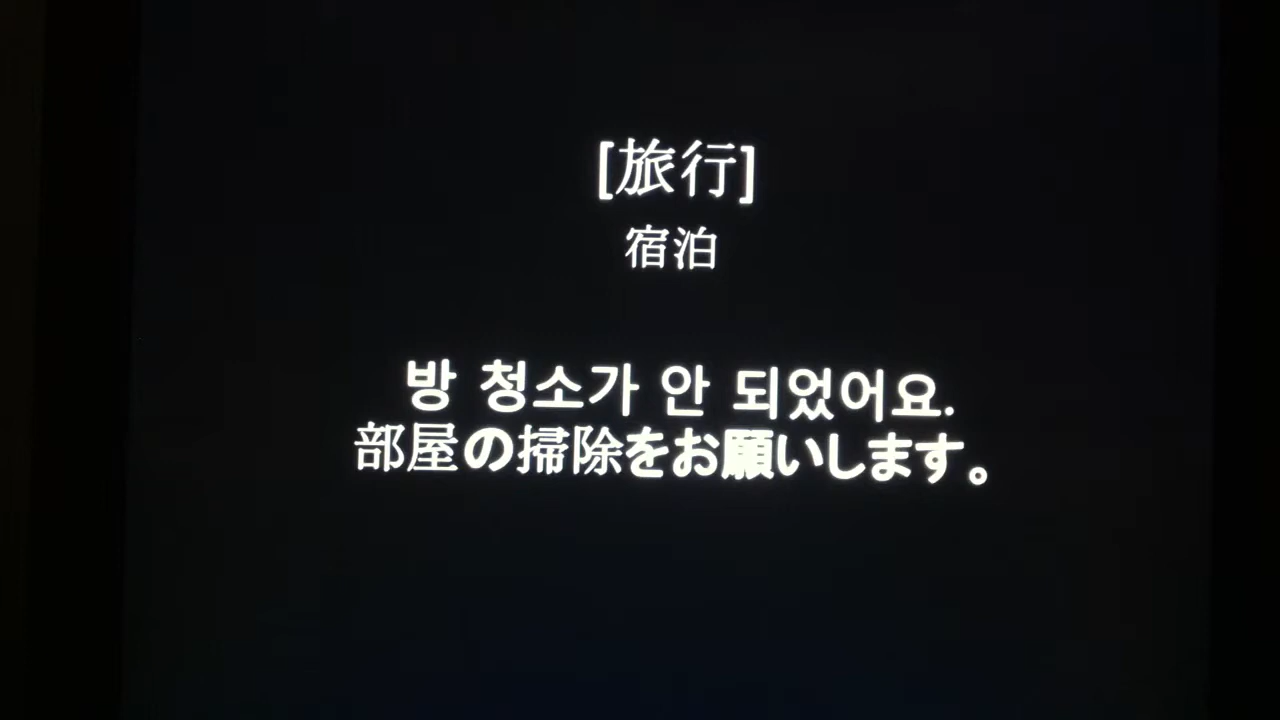 [旅行]
宿泊
방 청소가 안 되었어요.
部屋の掃除をお願いします。